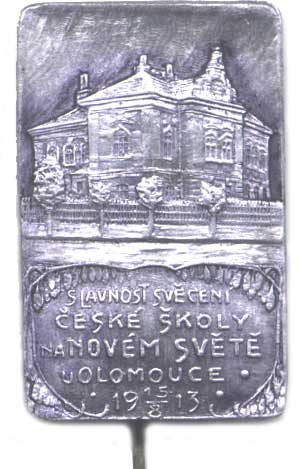 SLAVNOST SVĚCENÍ
ČESKÉ ŠKOLY
NA NOVÉM SVĚTĚ
U OLOMOUCE
19 15/8 13